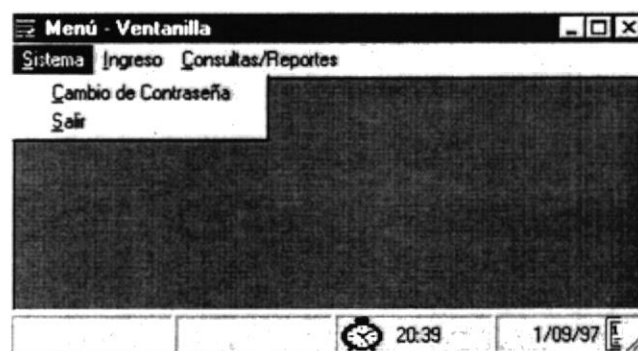 Menú - Ventanilla
Sistema Ingreso Consultas/Reportes
Cambio de Contraseña
Salir
20:39 1/09/97